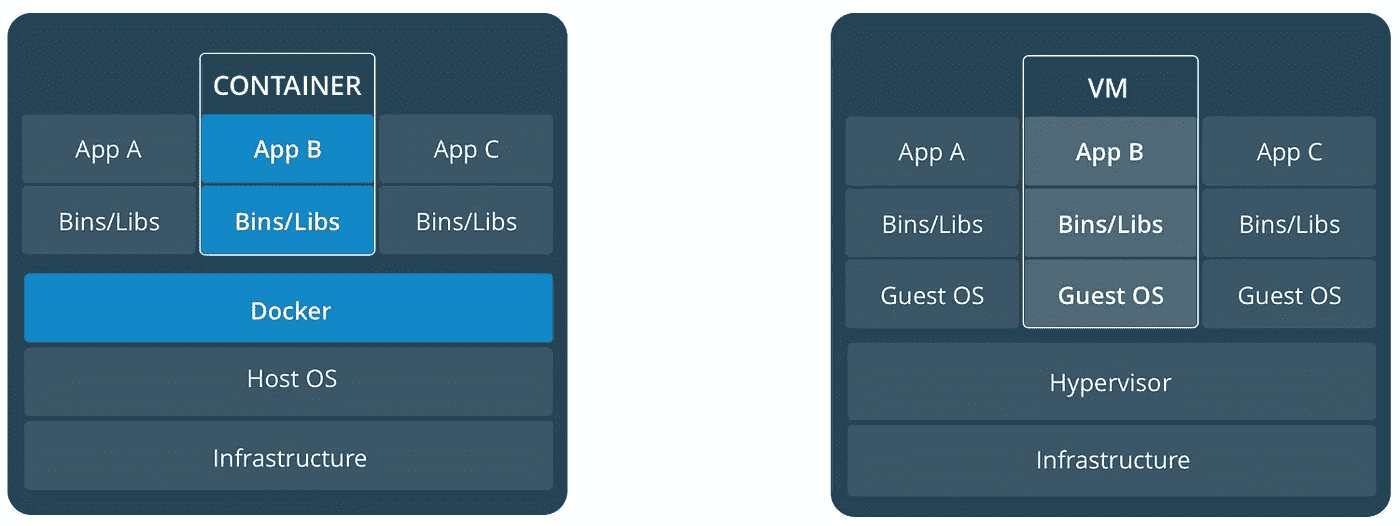 CONTAINER
App A App B App C
Bins/Libs Bins/Libs Bins/Libs
Docker
Host OS
Infrastructure
VM
App A App B App C
Bins/Libs Bins/Libs Bins/Libs
Guest OS Guest OS Guest OS
Hypervisor
Infrastructure